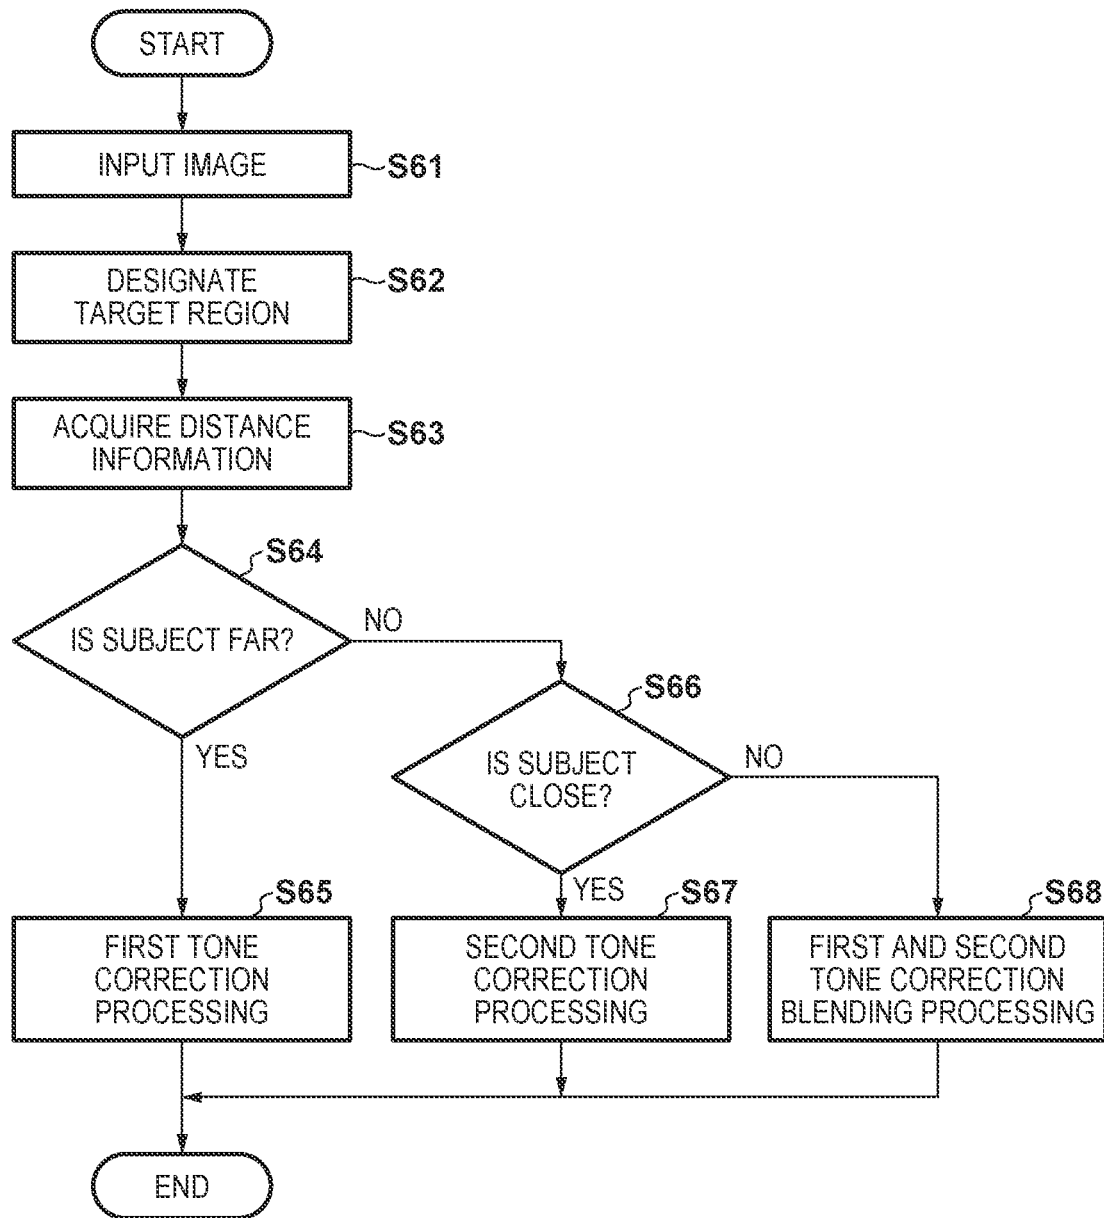 START
INPUT IMAGE
S61
DESIGNATE
TARGET REGION
S62
ACQUIRE DISTANCE
INFORMATION
S63
S64
IS SUBJECT FAR?
NO
YES
S66
IS SUBJECT
CLOSE?
NO
YES
S65
FIRST TONE
CORRECTION
PROCESSING
S67
SECOND TONE
CORRECTION
PROCESSING
S68
FIRST AND SECOND
TONE CORRECTION
BLENDING PROCESSING
END